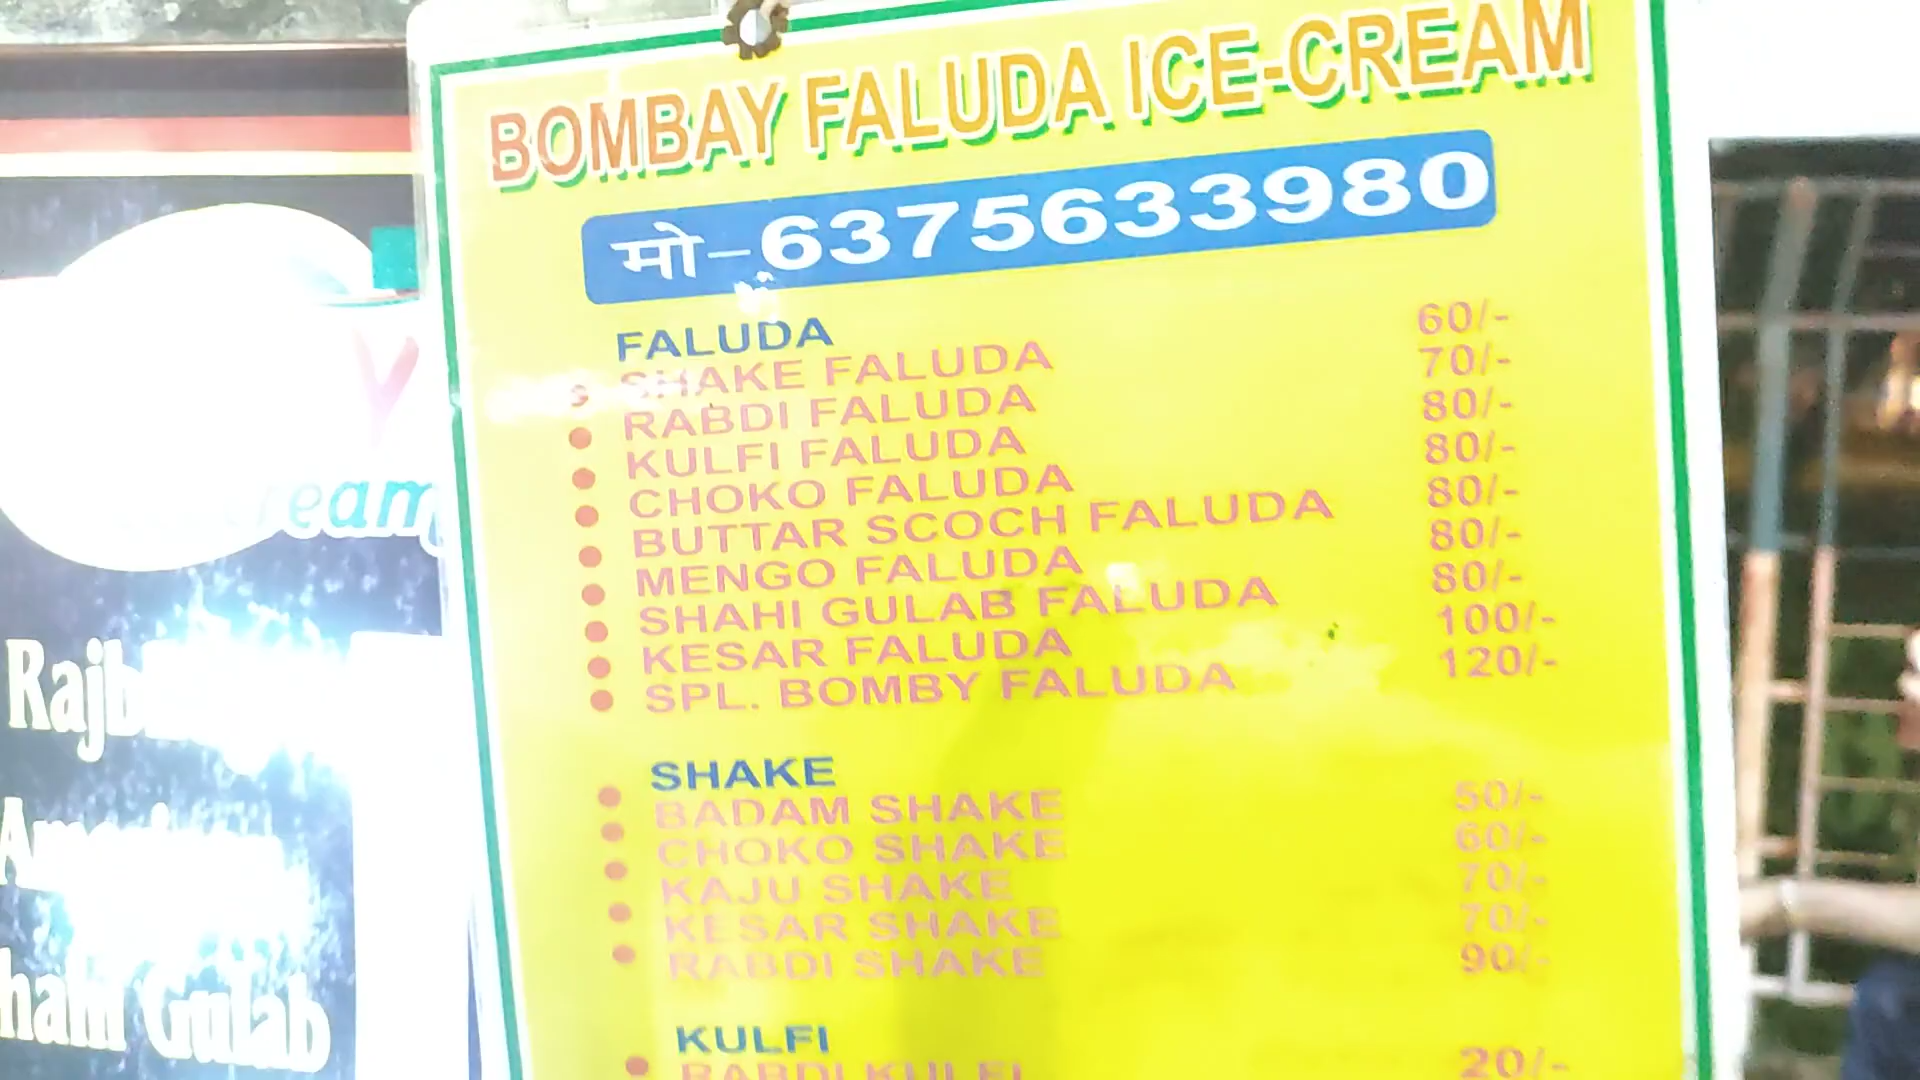 BOMBAY FALUDA ICE-CREAM
मो-6375633980
FALUDA
SHAKE FALUDA 60/-
RABDI FALUDA 70/-
KULFI FALUDA 80/-
CHOKO FALUDA 80/-
BUTTAR SCOCH FALUDA 80/-
MENGO FALUDA 80/-
SHAHI GULAB FALUDA 80/-
KESAR FALUDA 100/-
SPL. BOMBY FALUDA 120/-
SHAKE
BADAM SHAKE 50/-
CHOKO SHAKE 60/-
KAJU SHAKE 70/-
KESAR SHAKE 70/-
RABDI SHAKE 90/-
KULFI
RABDI KULFI 20/-
Gulab